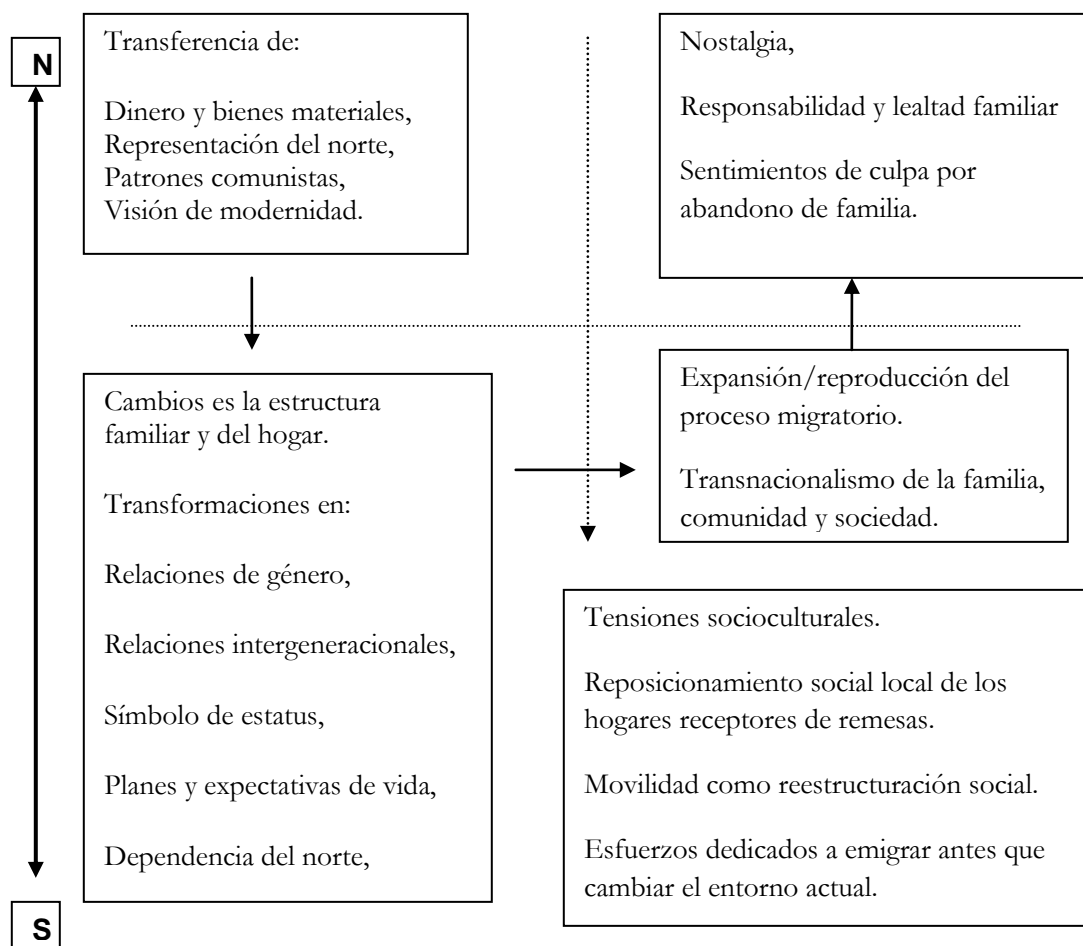 N
Transferencia de:
Dinero y bienes materiales,
Representación del norte,
Patrones comunistas,
Visión de modernidad.
Nostalgia,
Responsabilidad y lealtad familiar
Sentimientos de culpa por
abandono de familia.
Cambios es la estructura
familiar y del hogar.
Transformaciones en:
Relaciones de género,
Relaciones intergeneracionales,
Símbolo de estatus,
Planes y expectativas de vida,
Dependencia del norte,
Expansión/reproducción del
proceso migratorio.
Transnacionalismo de la familia,
comunidad y sociedad.
Tensiones socioculturales.
Reposicionamiento social local de los
hogares receptores de remesas.
Movilidad como reestructuración social.
Esfuerzos dedicados a emigrar antes que
cambiar el entorno actual.
S